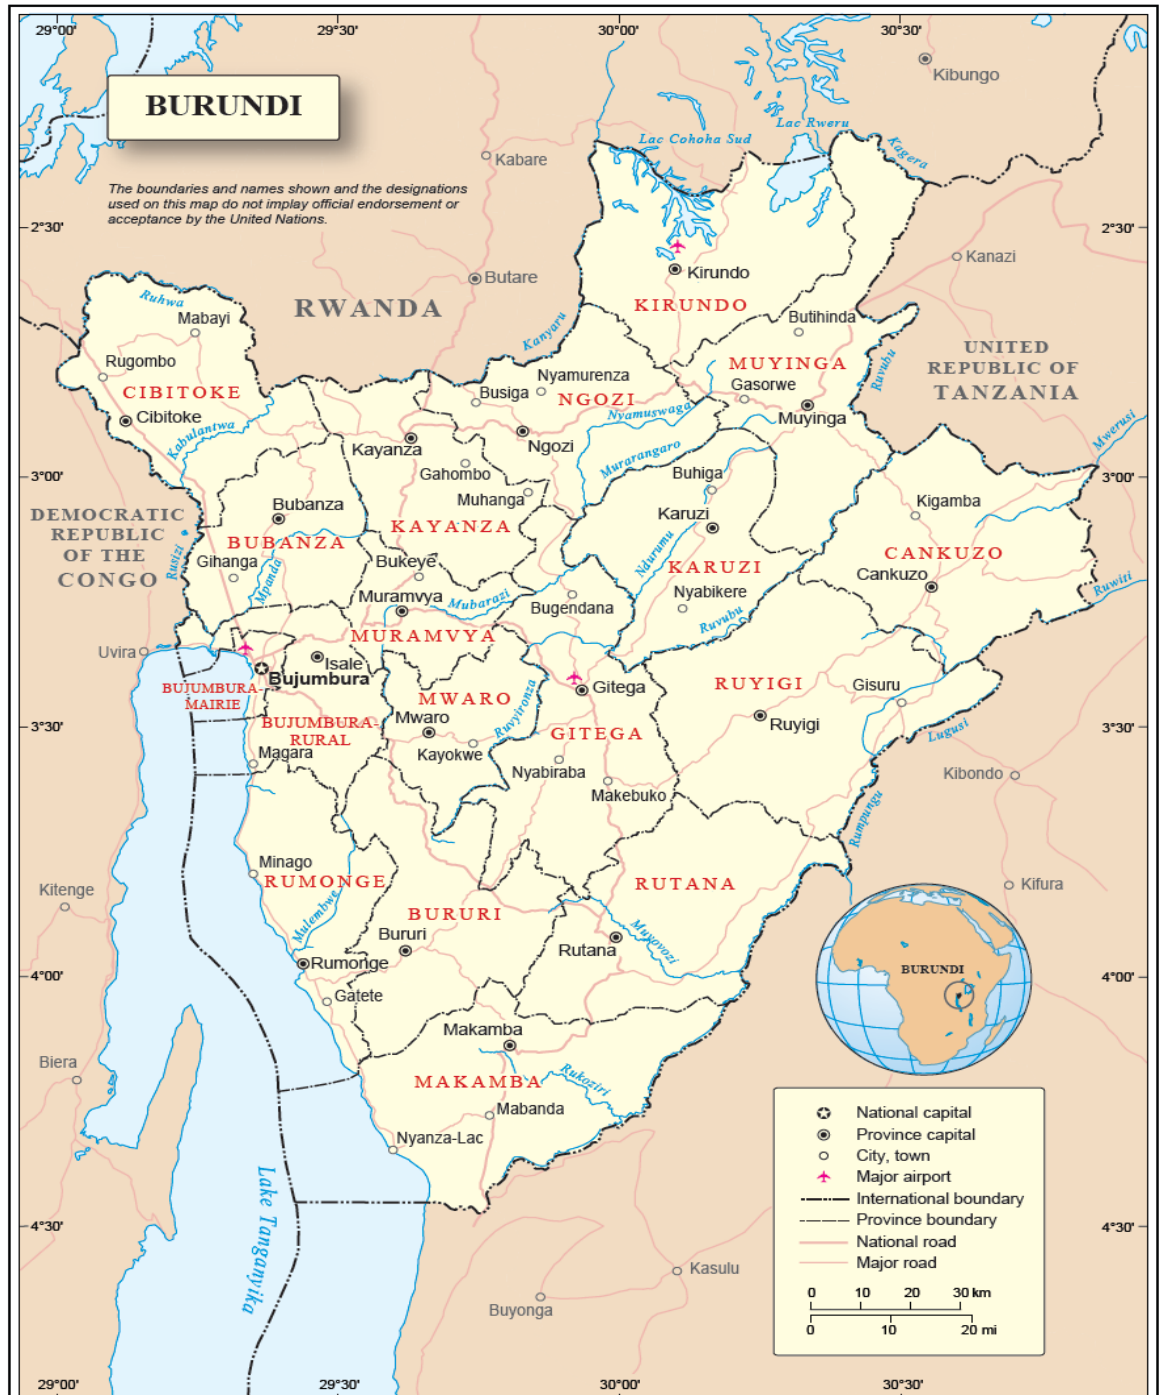 29°00'
29°30'
30°00'
30°30'
BURUNDI
Kibungo
Lac Rweru
Lac Cohoha Sud
Kagera
Kabare
The boundaries and names shown and the designations
used on this map do not implay official endorsement or
acceptance by the United Nations.
2°30'
2°30'
Kanazi
Butare
Kirundo
RWANDA
KIRUNDO
Ruhwa
Mabayi
Kanyaru
Butihinda
UNITED
REPUBLIC OF
TANZANIA
Rugombo
MUYINGA
Ruvubu
Nyamurenza
Gasorwe
CIBITOKE
Busiga
NGOZI
Nyamuswaga
Cibitoke
Muyinga
Mwerusi
Kabulantwa
Kayanza
Ngozi
Murarangaro
Gahombo
Buhiga
3°00'
3°00'
Muhanga
Kigamba
DEMOCRATIC
REPUBLIC
OF THE
CONGO
Bubanza
Karuzi
KAYANZA
BUBANZA
CANKUZO
Rusizi
Gihanga
Bukeye
Ndurumu
KARUZI
Cankuzo
Mpanda
Muramvya
Mubarazi
Bugendana
Nyabikere
Ruwiti
Ruvubu
MURAMVYA
Uvira
Isale
Bujumbura
Gitega
RUYIGI
Gisuru
BUJUMBURA-
MAIRIE
MWARO
Ruvyironza
BUJUMBURA-
RURAL
Mwaro
Ruyigi
3°30'
3°30'
GITEGA
Lugusi
Magara
Kayokwe
Nyabiraba
Kibondo
Makebuko
Rumpungu
Minago
RUMONGE
RUTANA
Kitenge
Kifura
Mulembwe
BURURI
Bururi
Muyovozi
Rutana
Rumonge
BURUNDI
4°00'
4°00'
Gatete
Makamba
Biera
MAKAMBA
Rukoziri
Mabanda
Nyanza-Lac
Lake Tanganyika
National capital
Province capital
City, town
Major airport
International boundary
Province boundary
National road
Major road
0 10 20 30 km
0 10 20 mi
4°30'
4°30'
Kasulu
Buyonga
29°00'
29°30'
30°00'
30°30'